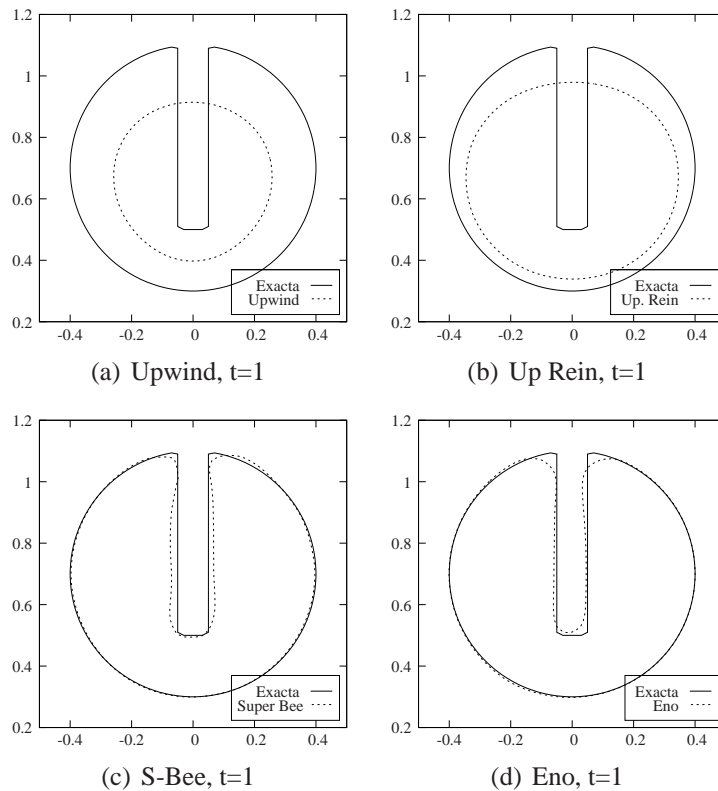 1.2
1
0.8
0.6
0.4
0.2
-0.4 -0.2 0 0.2 0.4
Exacta
Upwind
(a) Upwind, t=1
1.2
1
0.8
0.6
0.4
0.2
-0.4 -0.2 0 0.2 0.4
Exacta
Up. Rein
(b) Up Rein, t=1
1.2
1
0.8
0.6
0.4
0.2
-0.4 -0.2 0 0.2 0.4
Exacta
Super Bee
(c) S-Bee, t=1
1.2
1
0.8
0.6
0.4
0.2
-0.4 -0.2 0 0.2 0.4
Exacta
Eno
(d) Eno, t=1